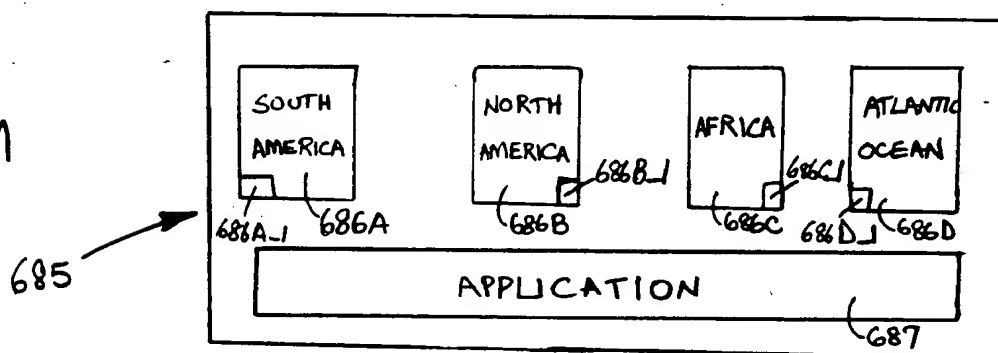 SOUTH
AMERICA
NORTH
AMERICA
AFRICA
ATLANTIC
OCEAN
686A_1
686A
686B_1
686B
686C_1
686C
686D_1
686D
685
APPLICATION
687